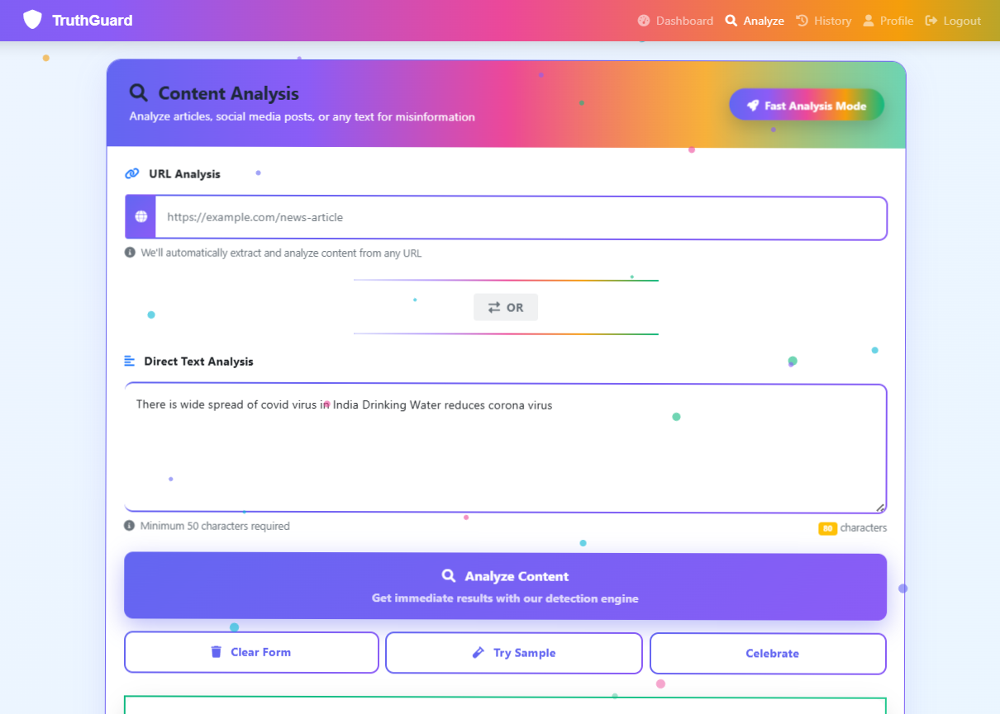 TruthGuard
Dashboard Analyze History Profile Logout
Content Analysis
Analyze articles, social media posts, or any text for misinformation
Fast Analysis Mode
URL Analysis
https://example.com/news-article
We'll automatically extract and analyze content from any URL
OR
Direct Text Analysis
There is wide spread of covid virus in India Drinking Water reduces corona virus
Minimum 50 characters required
80 characters
Analyze Content
Get immediate results with our detection engine
Clear Form
Try Sample
Celebrate